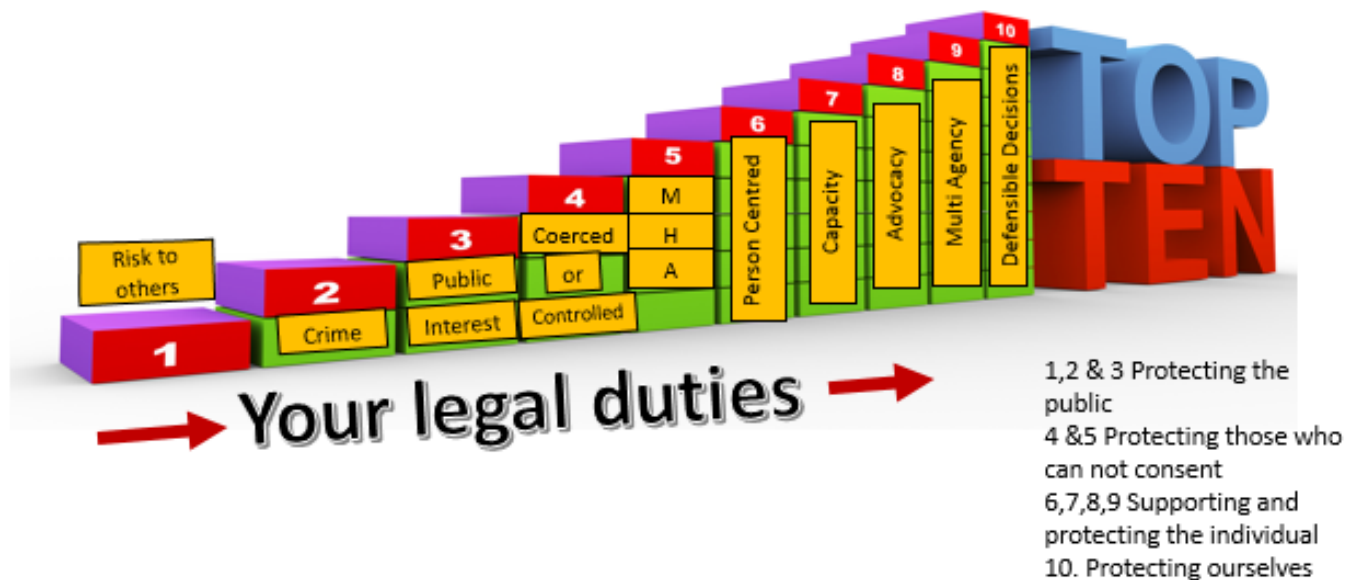 1
Risk to
others
2
Crime
3
Public
Interest
4
Coerced
or
Controlled
5
M
H
A
6
Person Centred
7
Capacity
8
Advocacy
9
Multi Agency
10
Defensible Decisions
TOP
TEN
Your legal duties
1,2 & 3 Protecting the
public
4 &5 Protecting those who
can not consent
6,7,8,9 Supporting and
protecting the individual
10. Protecting ourselves